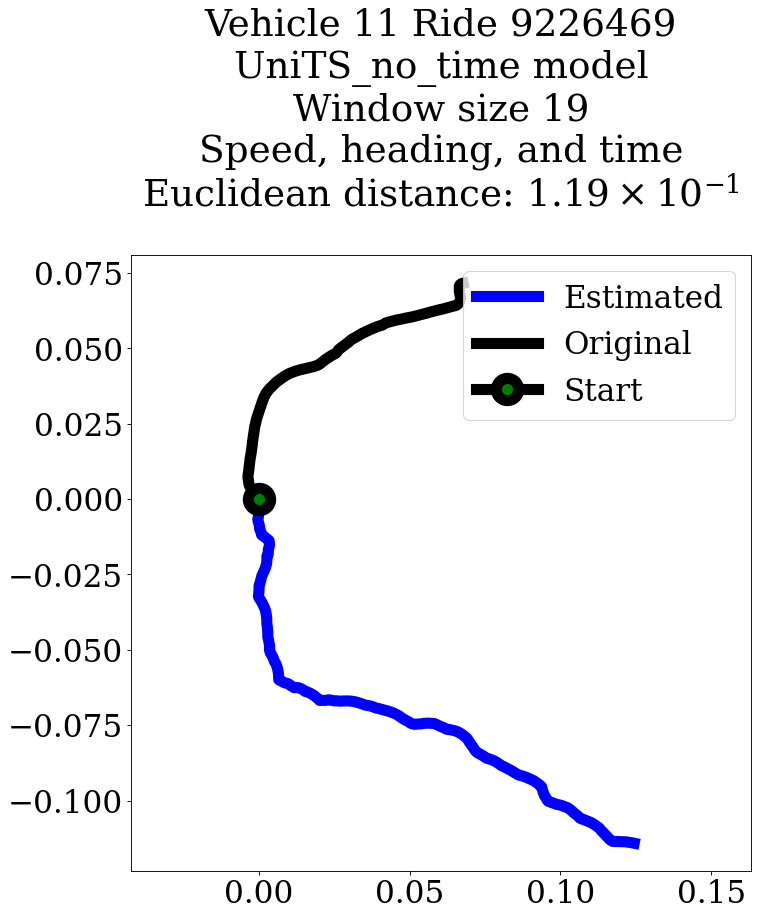 Vehicle 11 Ride 9226469
UniTS_no_time model
Window size 19
Speed, heading, and time
Euclidean distance: 1.19 × 10⁻¹
0.075
0.050
0.025
0.000
−0.025
−0.050
−0.075
−0.100
Estimated
Original
Start
0.00 0.05 0.10 0.15